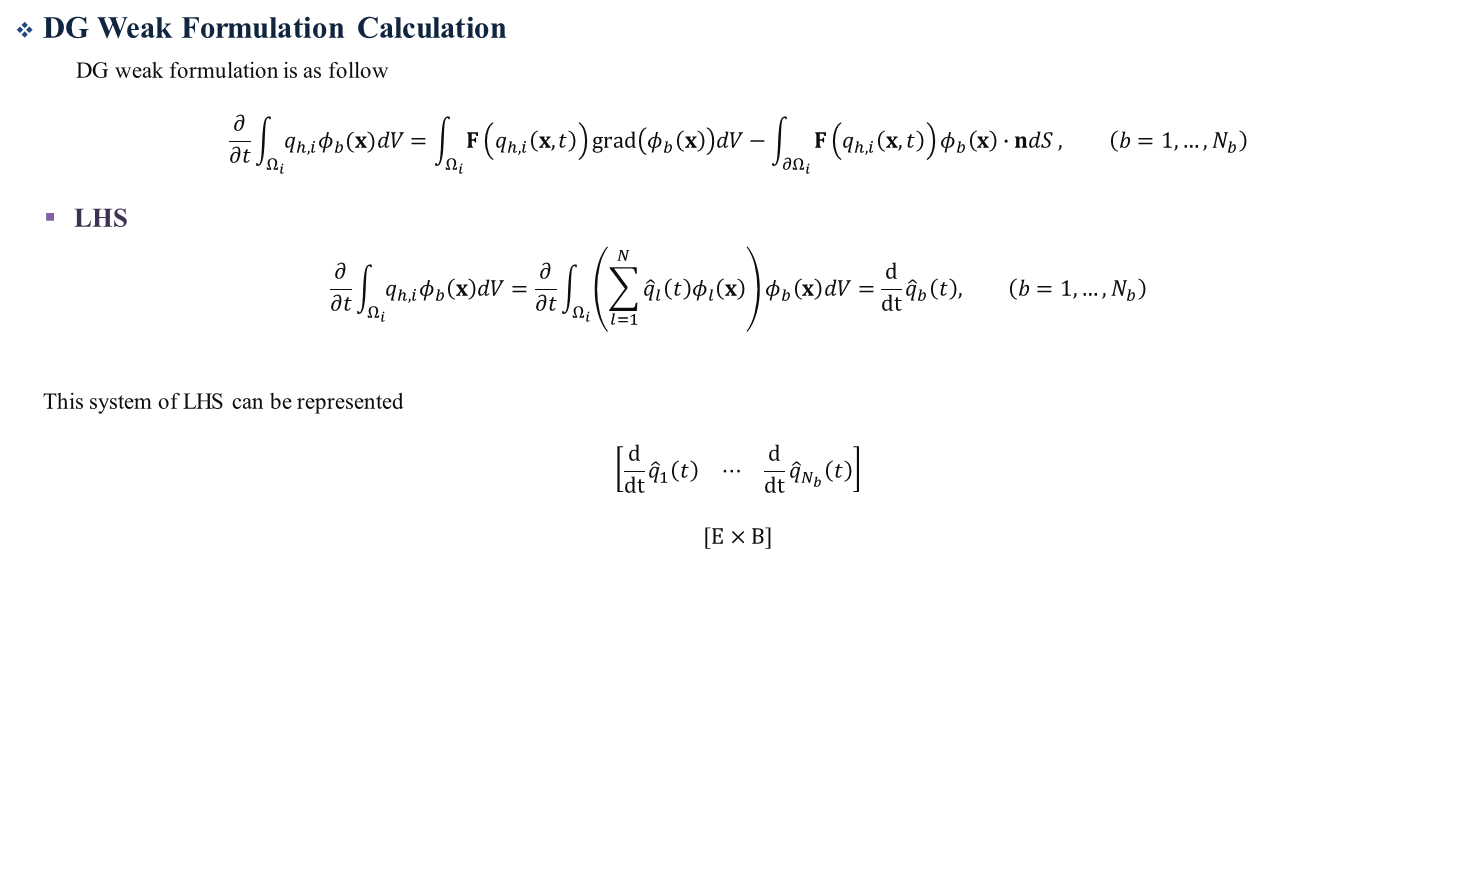 ❖ DG Weak Formulation Calculation
DG weak formulation is as follow
∂/∂t ∫_{Ω_i} q_{h,i} ϕ_b(𝐱)dV = ∫_{Ω_i} 𝐅(q_{h,i}(𝐱,t)) grad(ϕ_b(𝐱))dV − ∫_{∂Ω_i} 𝐅(q_{h,i}(𝐱,t)) ϕ_b(𝐱) · 𝐧dS , (b = 1, … , N_b)
▪ LHS
∂/∂t ∫_{Ω_i} q_{h,i} ϕ_b(𝐱)dV = ∂/∂t ∫_{Ω_i} (∑_{l=1}^{N} q̂_l(t)ϕ_l(𝐱)) ϕ_b(𝐱)dV = d/dt q̂_b(t), (b = 1, … , N_b)
This system of LHS can be represented
[d/dt q̂_1(t) ⋯ d/dt q̂_{N_b}(t)]
[E × B]